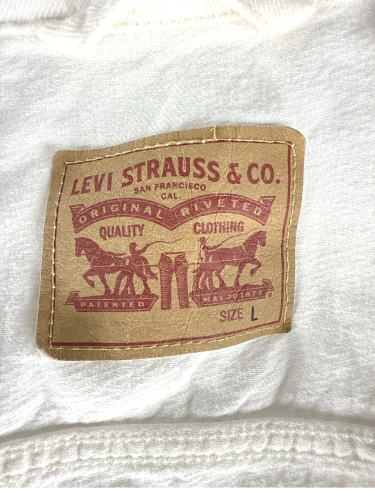 LEVI STRAUSS & CO.
SAN FRANCISCO
CAL.
ORIGINAL RIVETED
QUALITY CLOTHING
PATENTED MAY 20 1873
SIZE L